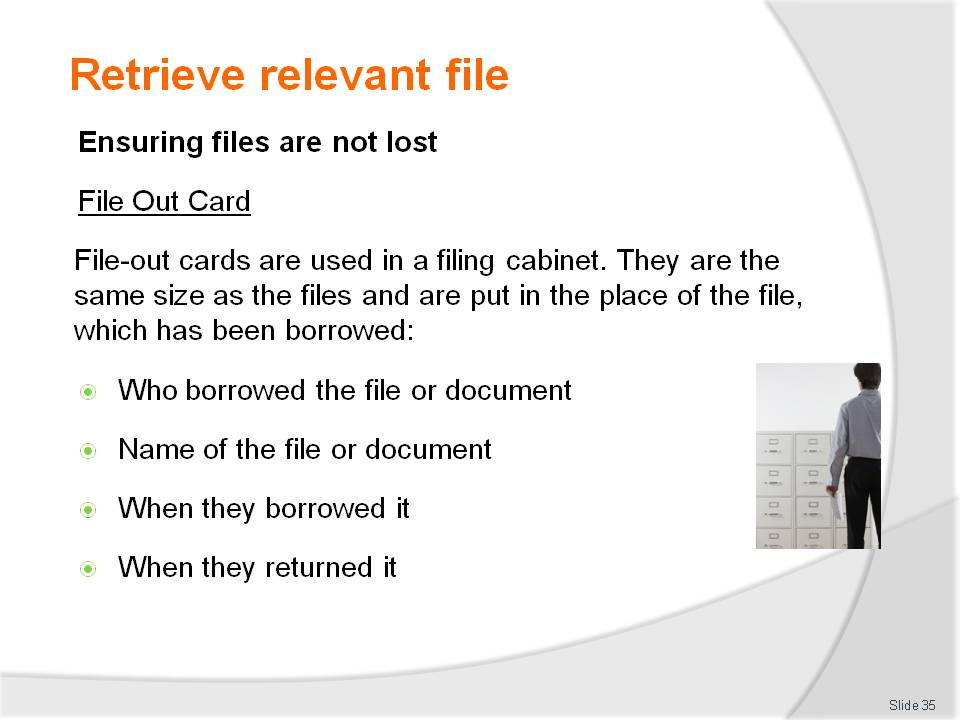 Retrieve relevant file
Ensuring files are not lost
File Out Card
File-out cards are used in a filing cabinet. They are the
same size as the files and are put in the place of the file,
which has been borrowed:
Who borrowed the file or document
Name of the file or document
When they borrowed it
When they returned it
Slide 35